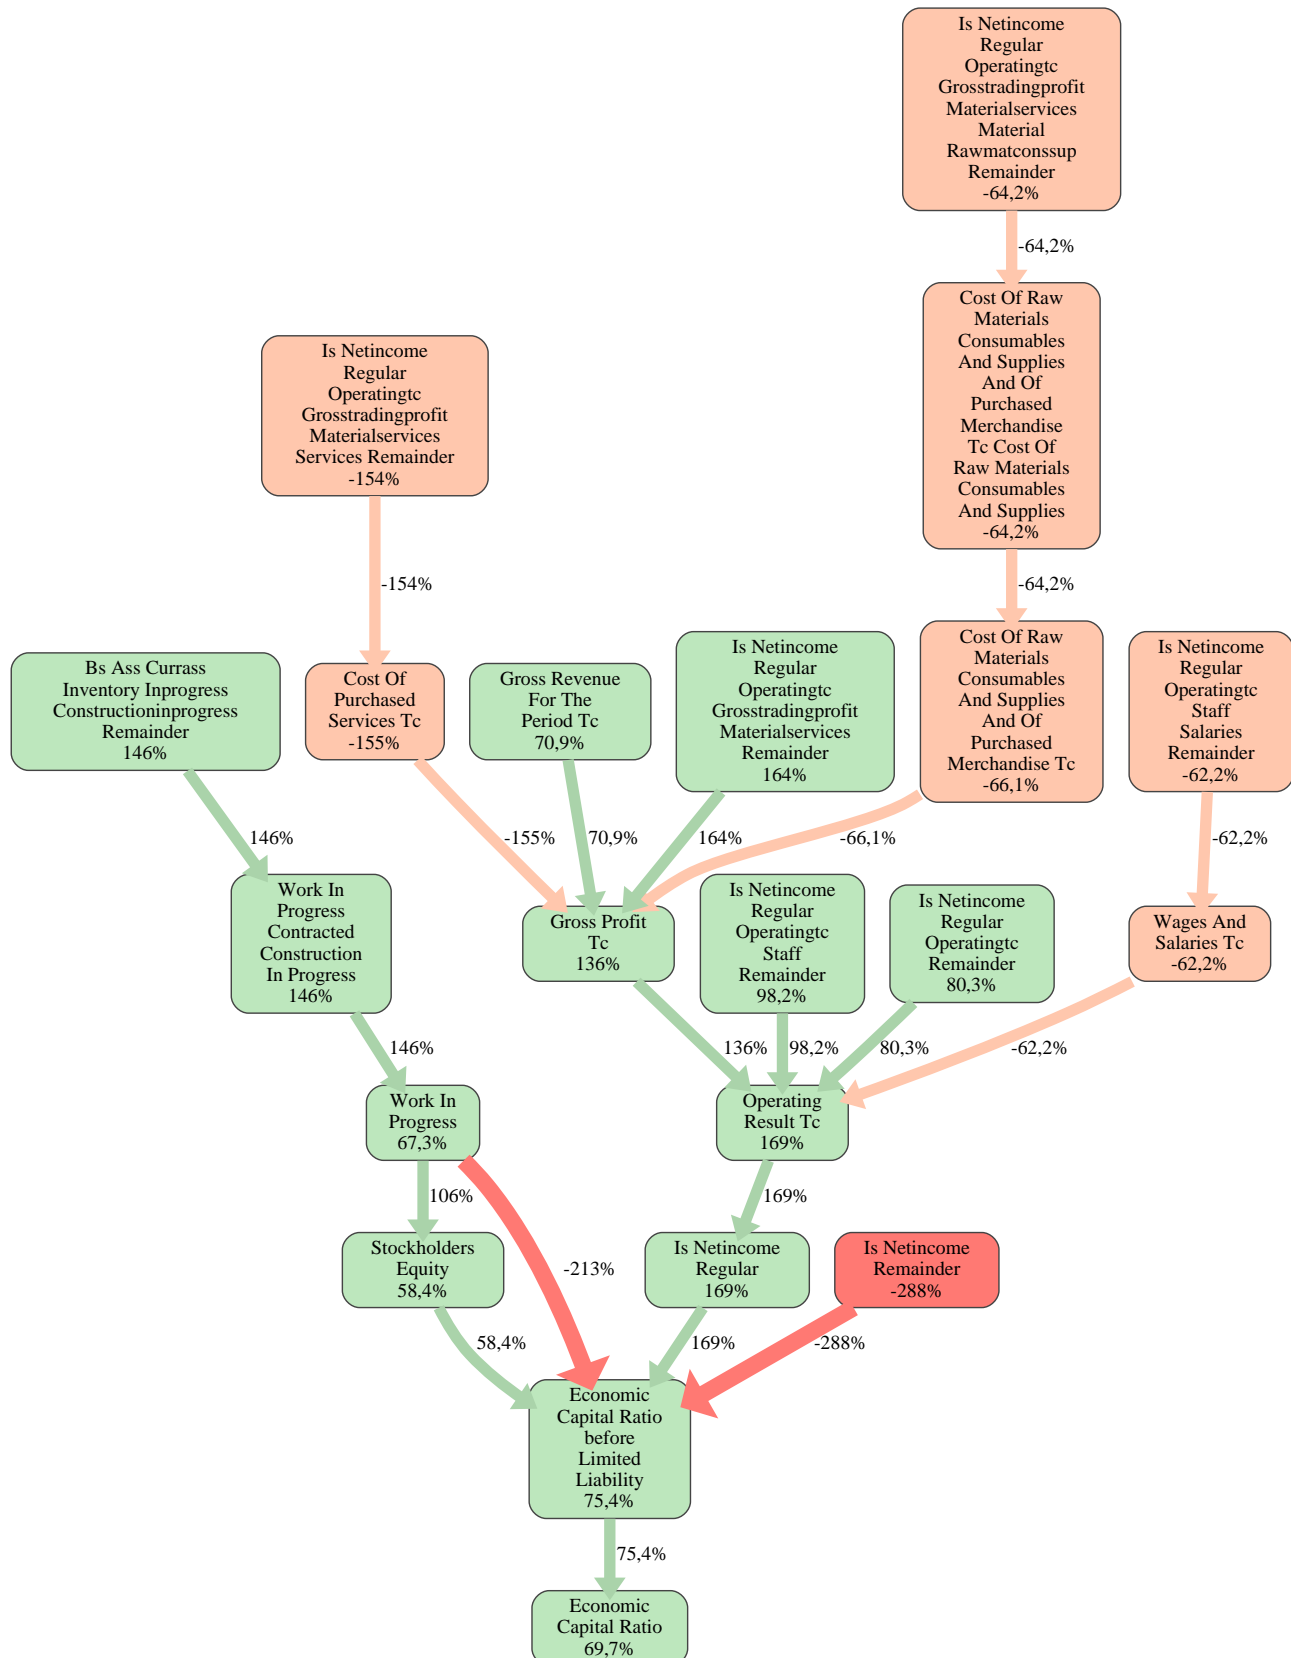 Is Netincome
Regular
Operatingtc
Grosstradingprofit
Materialservices
Material
Rawmatconssup
Remainder
-64,2%
-64,2%
Cost Of Raw
Materials
Consumables
And Supplies
And Of
Purchased
Merchandise
Tc Cost Of
Raw Materials
Consumables
And Supplies
-64,2%
Is Netincome
Regular
Operatingtc
Grosstradingprofit
Materialservices
Services Remainder
-154%
-154%
-64,2%
Bs Ass Currass
Inventory Inprogress
Constructioninprogress
Remainder
146%
Cost Of
Purchased
Services Tc
-155%
Gross Revenue
For The
Period Tc
70,9%
Is Netincome
Regular
Operatingtc
Grosstradingprofit
Materialservices
Remainder
164%
Cost Of Raw
Materials
Consumables
And Supplies
And Of
Purchased
Merchandise Tc
-66,1%
Is Netincome
Regular
Operatingtc
Staff
Salaries
Remainder
-62,2%
146%
-155%
70,9%
164%
-66,1%
-62,2%
Work In
Progress
Contracted
Construction
In Progress
146%
Gross Profit
Tc
136%
Is Netincome
Regular
Operatingtc
Staff
Remainder
98,2%
Is Netincome
Regular
Operatingtc
Remainder
80,3%
Wages And
Salaries Tc
-62,2%
146%
136%
98,2%
80,3%
-62,2%
Work In
Progress
67,3%
Operating
Result Tc
169%
106%
169%
Stockholders
Equity
58,4%
-213%
Is Netincome
Regular
169%
Is Netincome
Remainder
-288%
58,4%
169%
-288%
Economic
Capital Ratio
before
Limited
Liability
75,4%
75,4%
Economic
Capital Ratio
69,7%